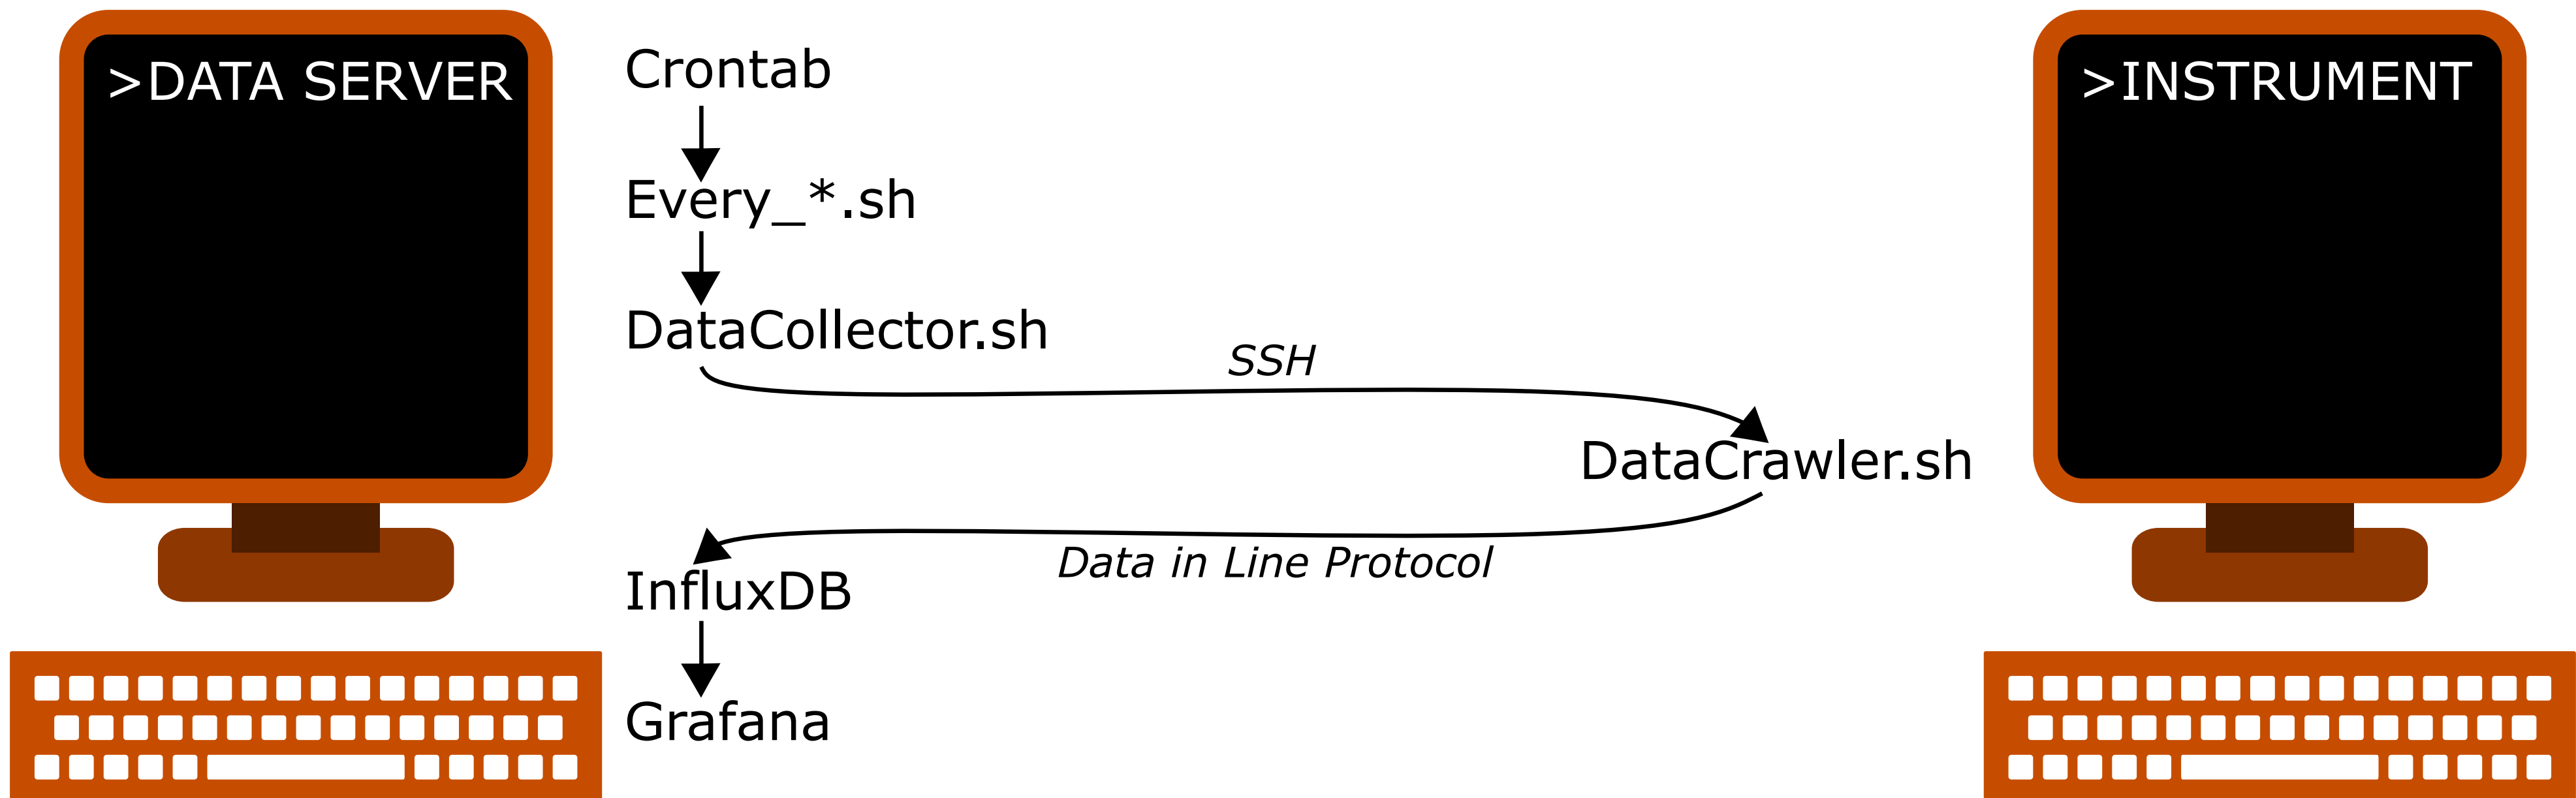 >DATA SERVER
Crontab
>INSTRUMENT
Every_*.sh
DataCollector.sh
SSH
DataCrawler.sh
Data in Line Protocol
InfluxDB
Grafana